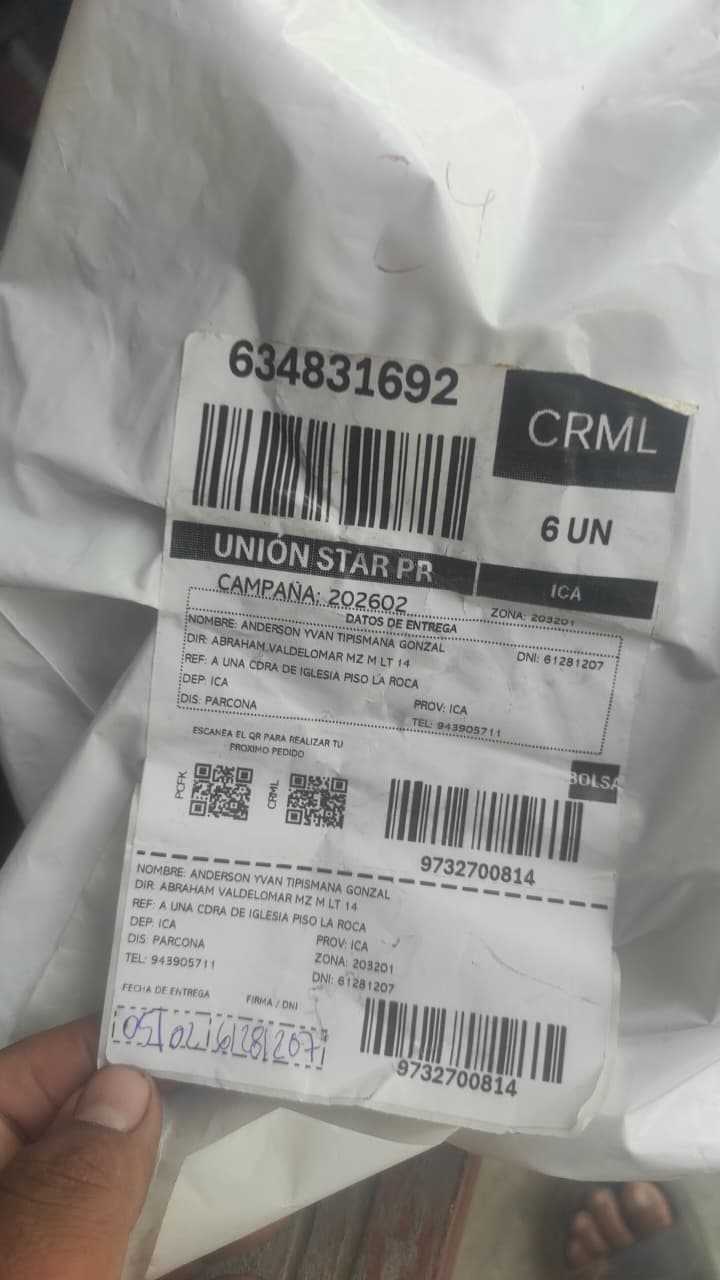 634831692
CRML
6 UN
UNIÓN STAR PR
ICA
CAMPAÑA: 202602
ZONA: 203201
DATOS DE ENTREGA
NOMBRE: ANDERSON YVAN TIPISMANA GONZAL
DNI: 61281207
DIR: ABRAHAM VALDELOMAR MZ M LT 14
REF: A UNA CDRA DE IGLESIA PISO LA ROCA
DEP: ICA
PROV: ICA
DIS: PARCONA
TEL: 943905711
ESCANEA EL QR PARA REALIZAR TU
PROXIMO PEDIDO
PCFK
CRML
BOLSA
9732700814
NOMBRE: ANDERSON YVAN TIPISMANA GONZAL
DIR: ABRAHAM VALDELOMAR MZ M LT 14
REF: A UNA CDRA DE IGLESIA PISO LA ROCA
DEP: ICA
PROV: ICA
DIS: PARCONA
ZONA: 203201
TEL: 943905711
DNI: 61281207
FECHA DE ENTREGA
FIRMA / DNI
05 02 6 28 207
9732700814